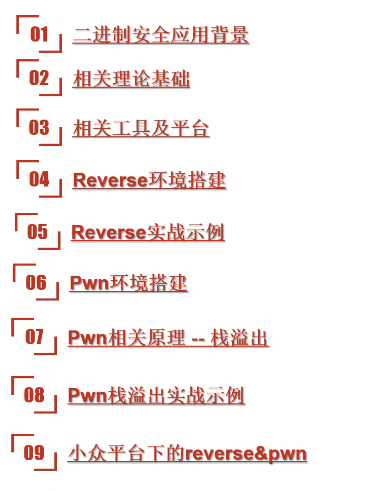 01 二进制安全应用背景
02 相关理论基础
03 相关工具及平台
04 Reverse环境搭建
05 Reverse实战示例
06 Pwn环境搭建
07 Pwn相关原理 -- 栈溢出
08 Pwn栈溢出实战示例
09 小众平台下的reverse&pwn